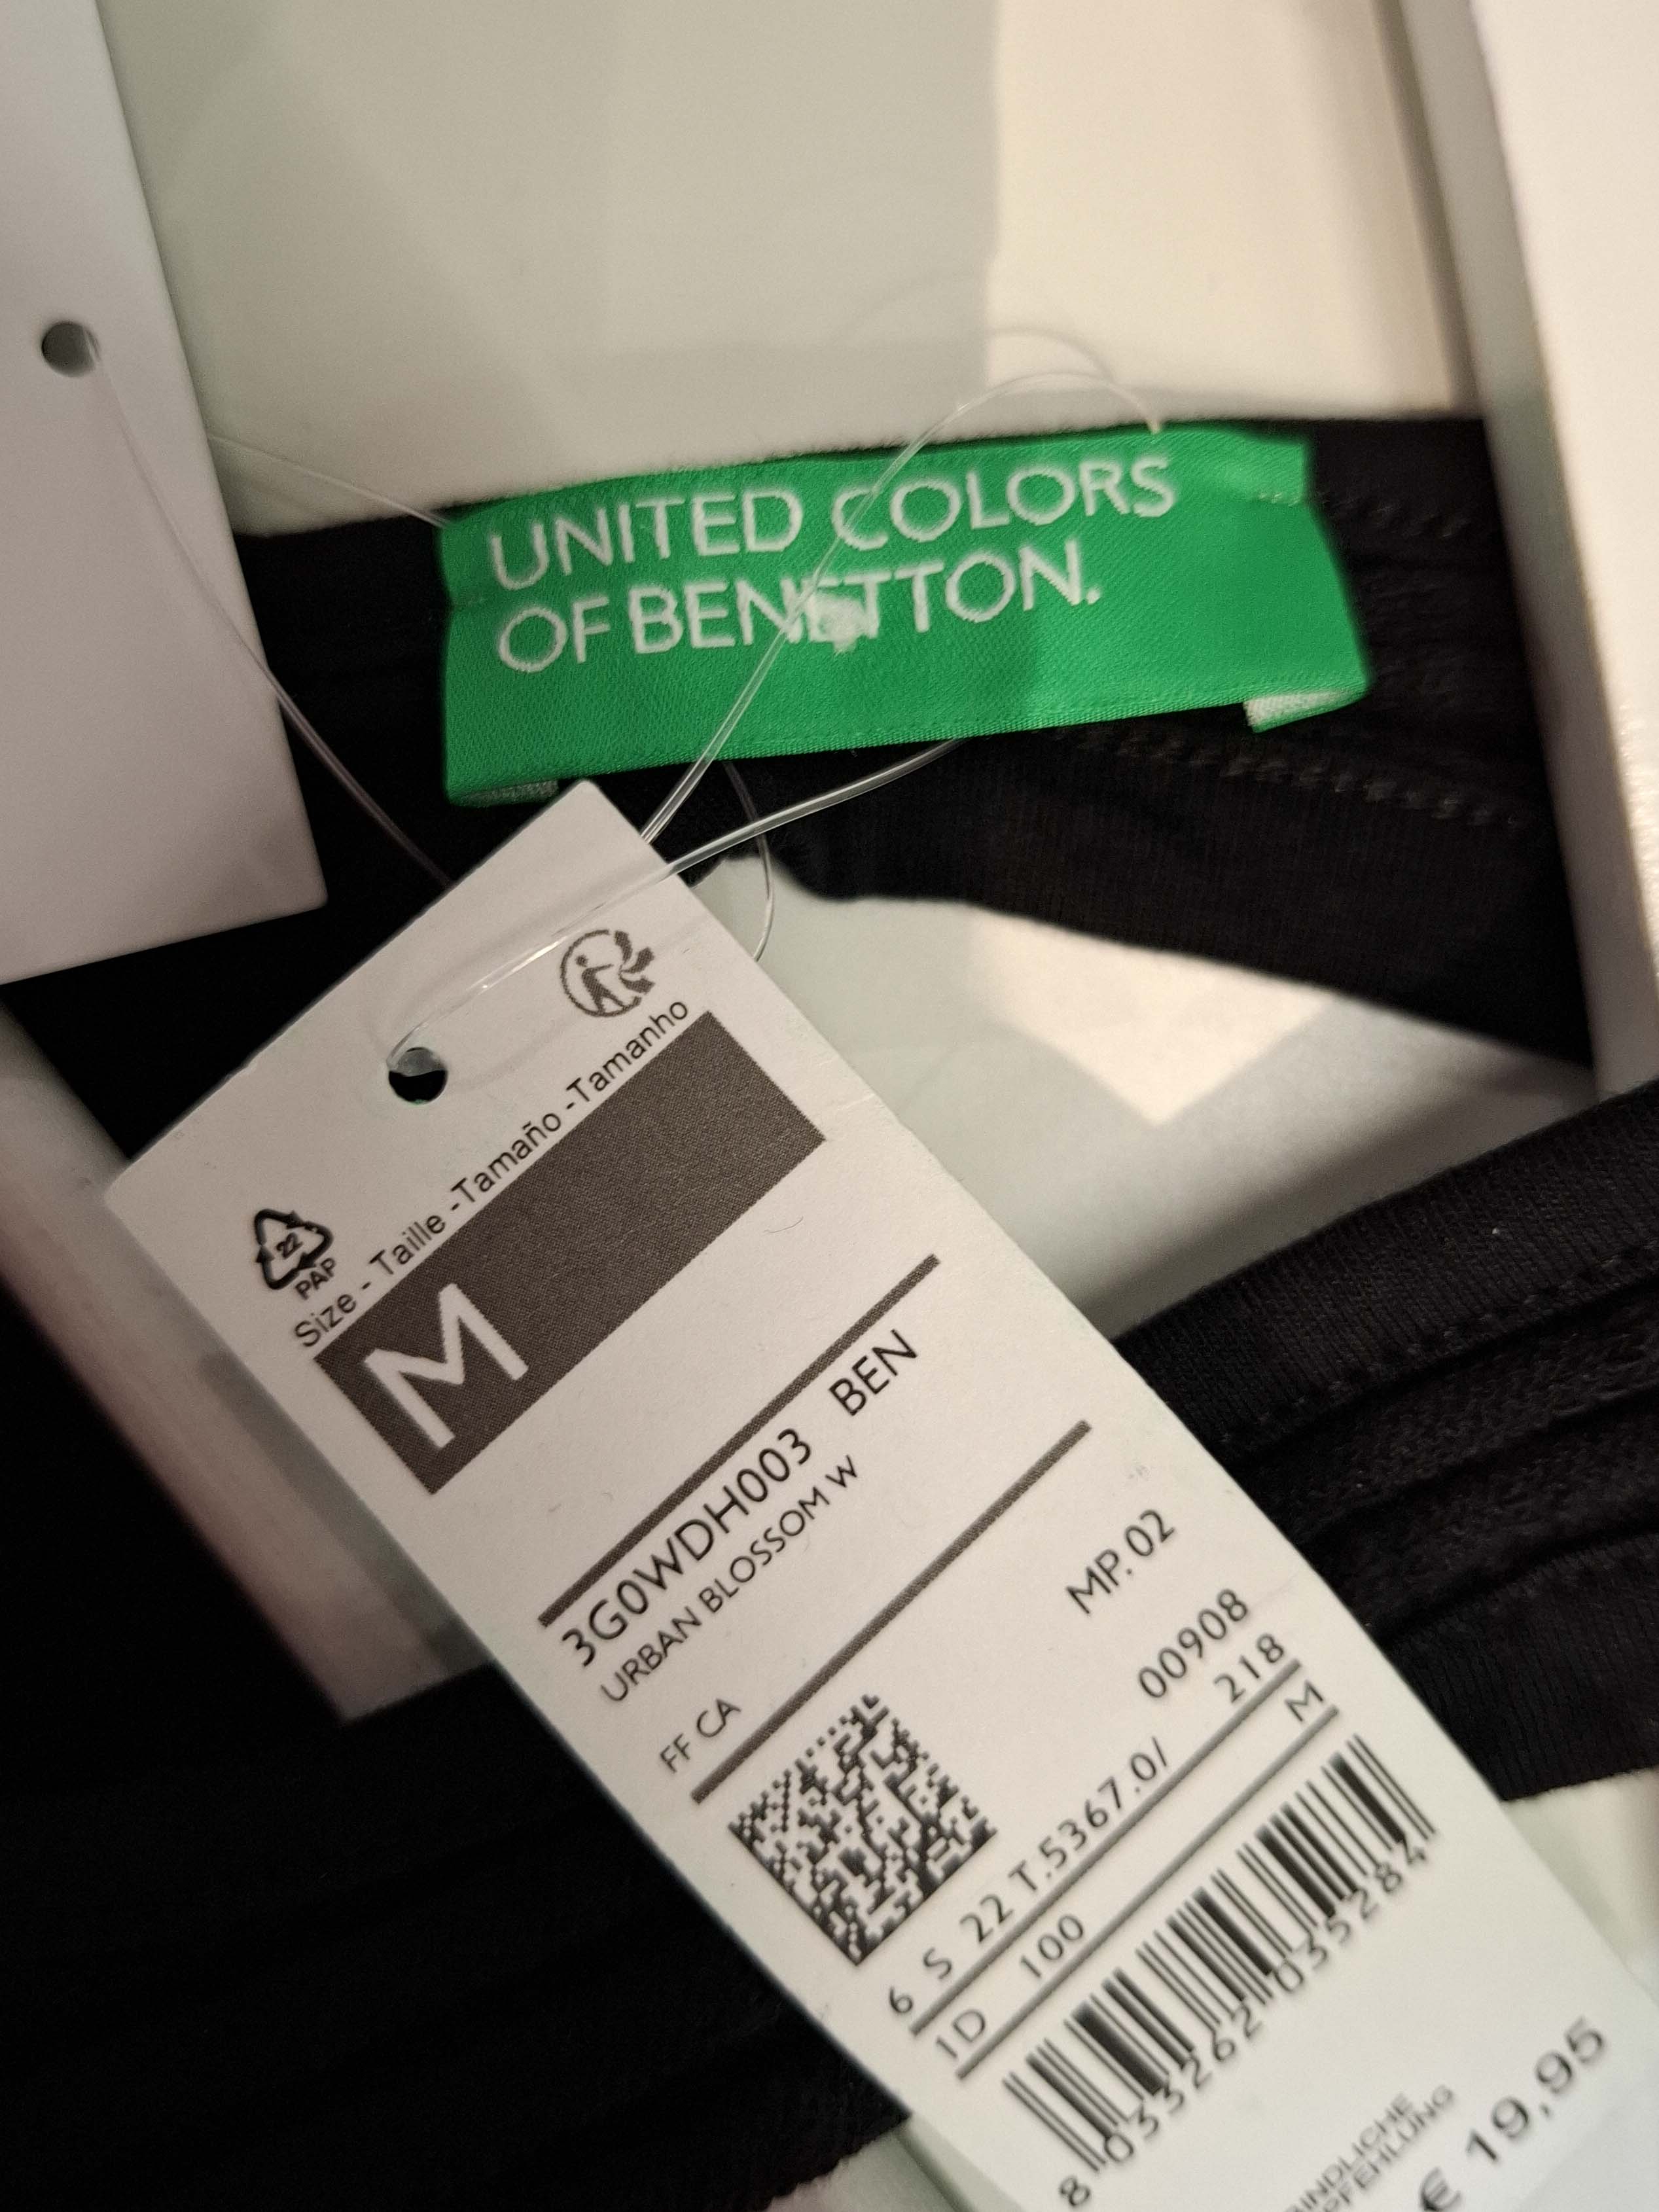 UNITED COLORS
OF BENETTON.
22
PAP
Size - Taille - Tamaño - Tamanho
M
3G0WDH003 BEN
URBAN BLOSSOM W
FF CA MP.02
00908
6 S 22 T.5367.0/ 218
1D 100 M
8 033262 035284
€ 19,95